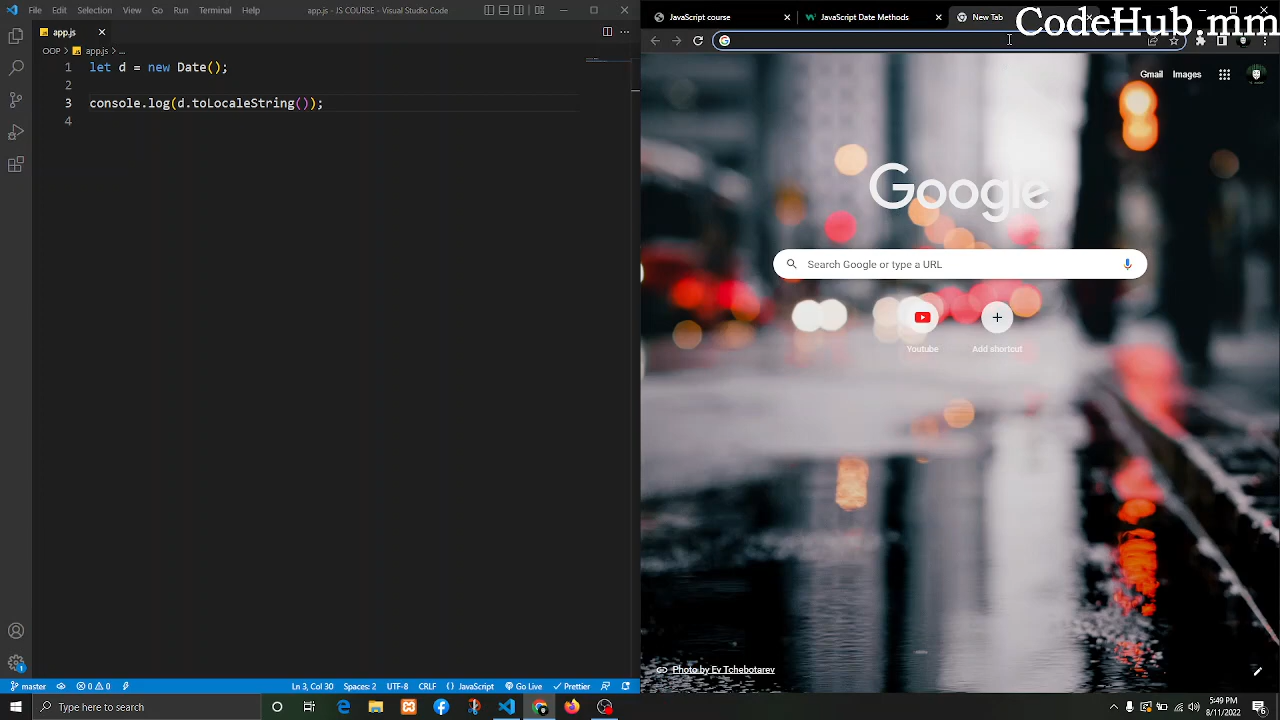 File Edit Selection View Go Run Terminal Help
app.js - JS COURSE - Visual Studio Code
app.js
OOP > app.js > ...
1 let d = new Date();
2
3 console.log(d.tLocaleString());
4
master
0 0
Ln 3, Col 30 Spaces: 2 UTF-8 CRLF {} JavaScript Go Live Prettier
JavaScript course
JavaScript Date Methods
New Tab
CodeHub.mm
Gmail Images
Google
Search Google or type a URL
Youtube
Add shortcut
Photo by Ev Tchebotarev
Type here to search
5:49 PM
8/11/2022